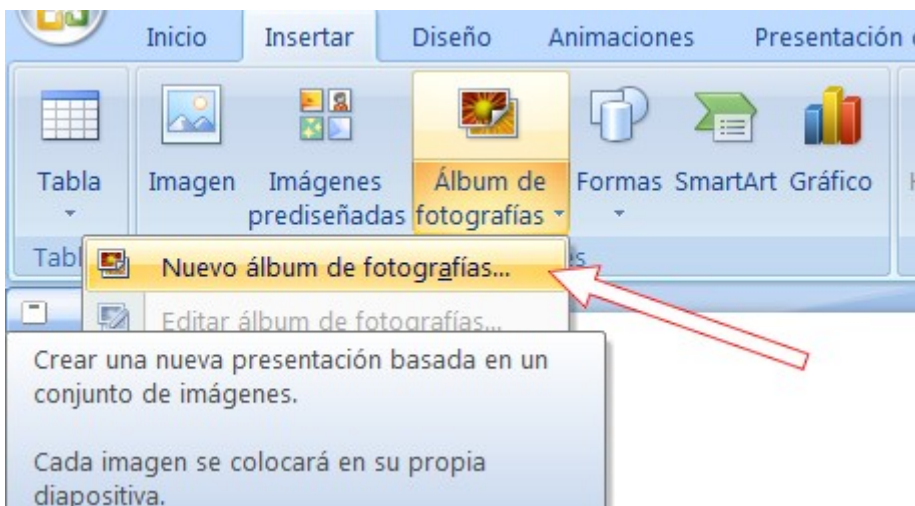 Inicio Insertar Diseño Animaciones Presentación
Tabla Imagen Imágenes prediseñadas Álbum de fotografías Formas SmartArt Gráfico
Nuevo álbum de fotografías...
Editar álbum de fotografías...
Crear una nueva presentación basada en un
conjunto de imágenes.
Cada imagen se colocará en su propia
diapositiva.